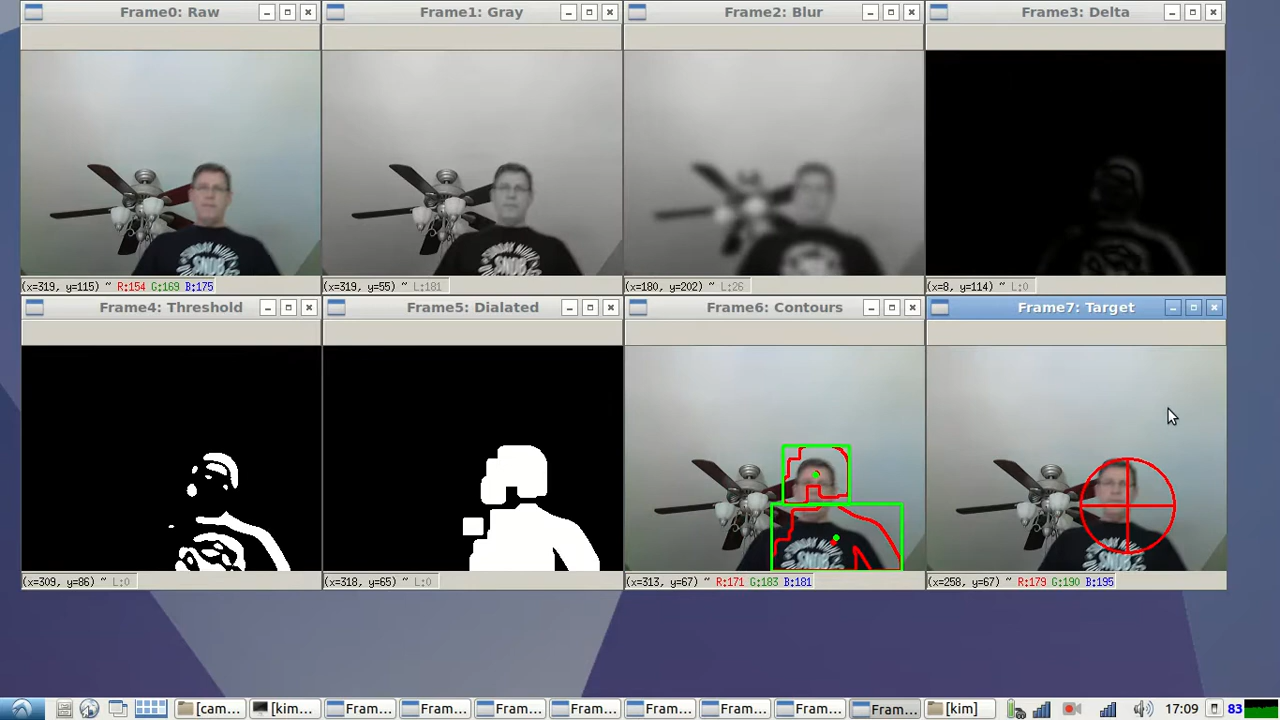 Frame0: Raw
Frame1: Gray
Frame2: Blur
Frame3: Delta
SNOB
(x=319, y=115) ~ R:154 G:169 B:175
(x=319, y=55) ~ L:181
(x=180, y=202) ~ L:26
(x=8, y=114) ~ L:0
Frame4: Threshold
Frame5: Dialated
Frame6: Contours
Frame7: Target
(x=309, y=86) ~ L:0
(x=318, y=65) ~ L:0
(x=313, y=67) ~ R:171 G:183 B:181
(x=258, y=67) ~ R:179 G:190 B:195
[cam... [kim... Fram... Fram... Fram... Fram... Fram... Fram... Fram... Fram... [kim] 17:09 83